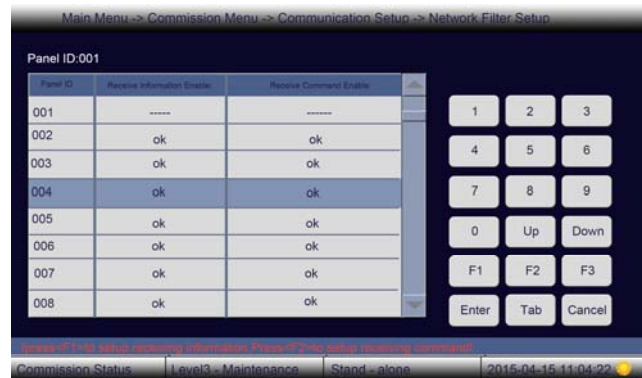 Main Menu -> Commission Menu -> Communication Setup -> Network Filter Setup
Panel ID:001
Panel ID Receive Information Enable: Receive Command Enable:
001 ----- ------
002 ok ok
003 ok ok
004 ok ok
005 ok ok
006 ok ok
007 ok ok
008 ok ok
1 2 3
4 5 6
7 8 9
0 Up Down
F1 F2 F3
Enter Tab Cancel
press<F1>to setup receiving information Press<F2>to setup receiving command!
Commission Status Level3 - Maintenance Stand - alone 2015-04-15 11:04:22